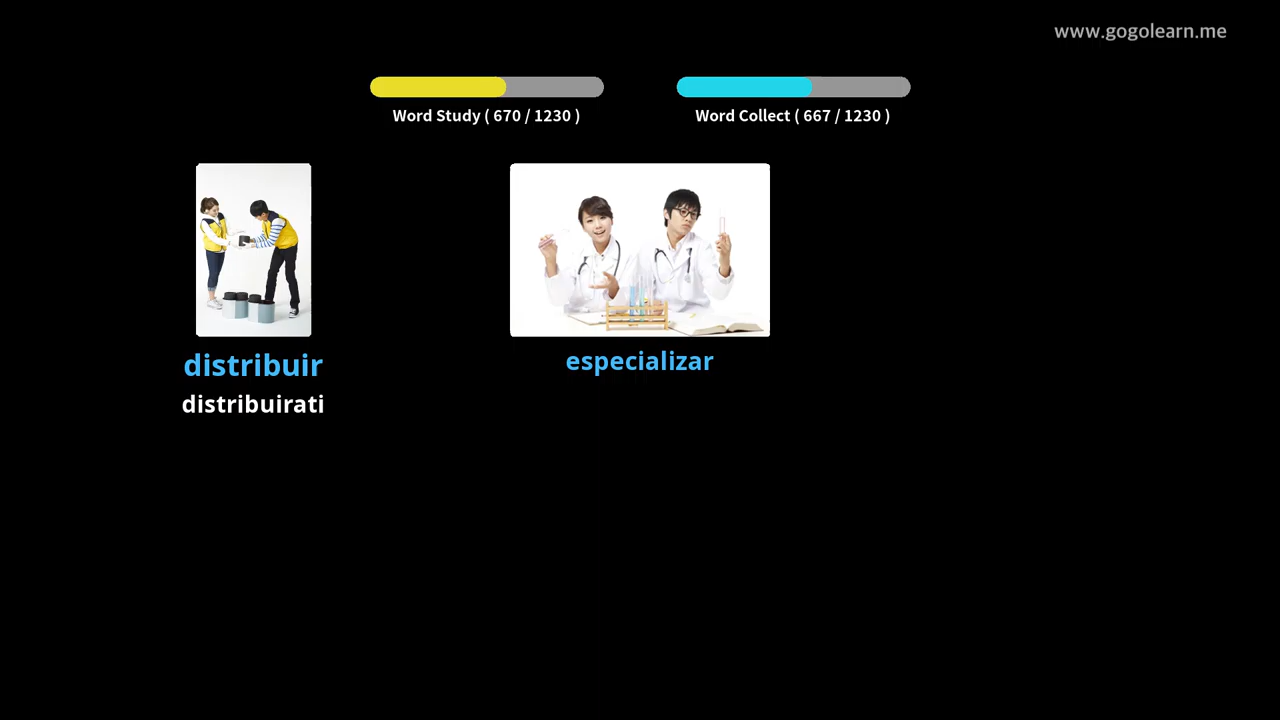 www.gogolearn.me
Word Study ( 670 / 1230 )
Word Collect ( 667 / 1230 )
distribuir
distribuirati
especializar